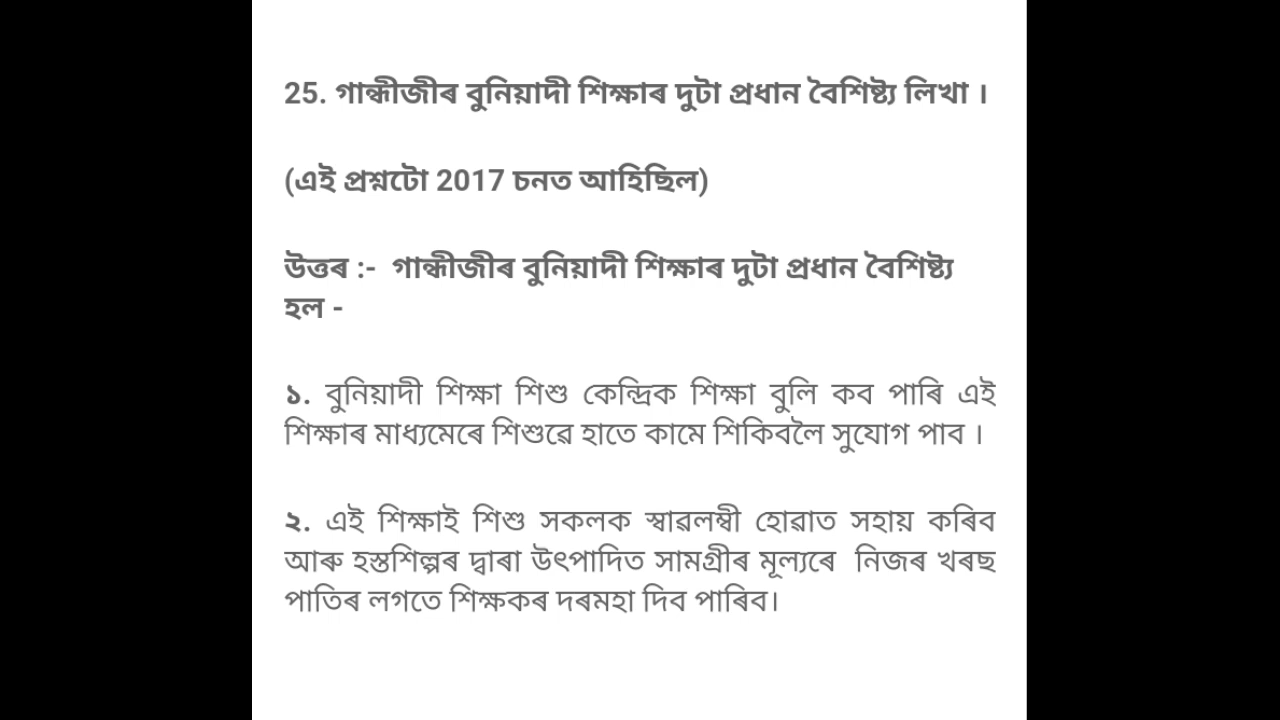 25. গান্ধীজীৰ বুনিয়াদী শিক্ষাৰ দুটা প্ৰধান বৈশিষ্ট্য লিখা ।
(এই প্ৰশ্নটো 2017 চনত আহিছিল)
উত্তৰ :- গান্ধীজীৰ বুনিয়াদী শিক্ষাৰ দুটা প্ৰধান বৈশিষ্ট্য
হল -
১. বুনিয়াদী শিক্ষা শিশু কেন্দ্ৰিক শিক্ষা বুলি কব পাৰি এই
শিক্ষাৰ মাধ্যমেৰে শিশুৱে হাতে কামে শিকিবলৈ সুযোগ পাব ।
২. এই শিক্ষাই শিশু সকলক স্বাৱলম্বী হোৱাত সহায় কৰিব
আৰু হস্তশিল্পৰ দ্বাৰা উৎপাদিত সামগ্ৰীৰ মূল্যৰে নিজৰ খৰছ
পাতিৰ লগতে শিক্ষকৰ দৰমহা দিব পাৰিব।